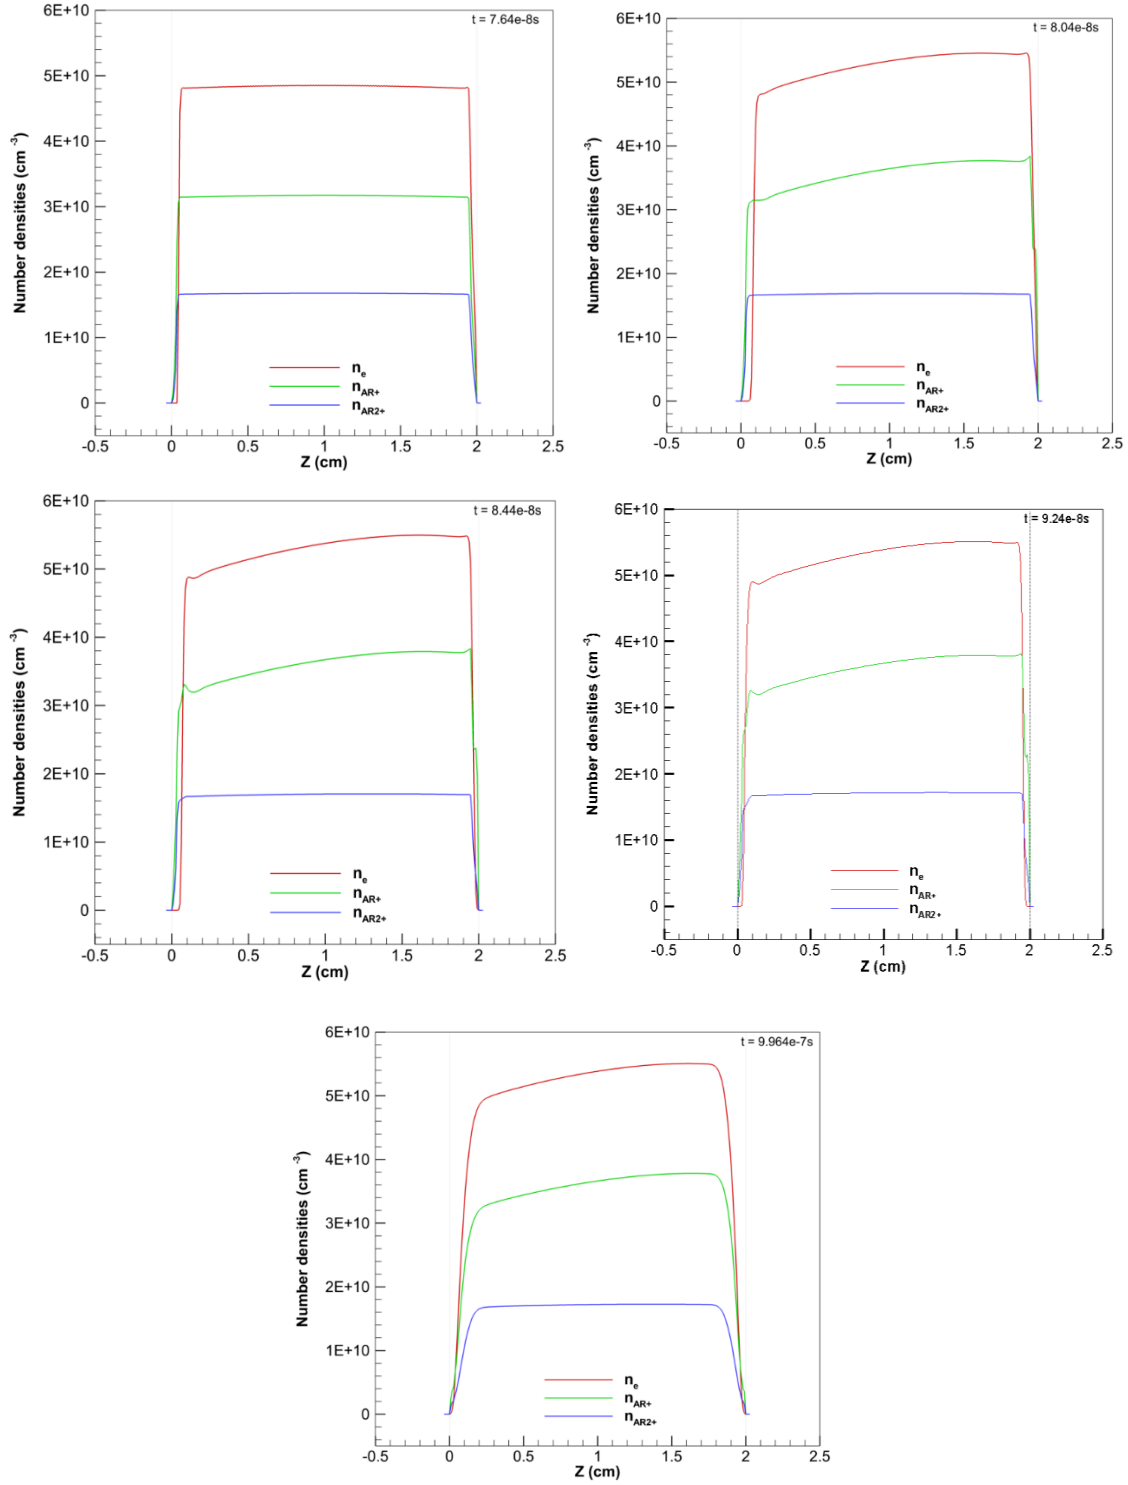 t = 7.64e-8s
6E+10
5E+10
4E+10
3E+10
2E+10
1E+10
0
Number densities (cm⁻³)
nₑ
n_AR+
n_AR2+
-0.5 0 0.5 1 1.5 2 2.5
Z (cm)
t = 8.04e-8s
6E+10
5E+10
4E+10
3E+10
2E+10
1E+10
0
Number densities (cm⁻³)
nₑ
n_AR+
n_AR2+
-0.5 0 0.5 1 1.5 2 2.5
Z (cm)
t = 8.44e-8s
6E+10
5E+10
4E+10
3E+10
2E+10
1E+10
0
Number densities (cm⁻³)
nₑ
n_AR+
n_AR2+
-0.5 0 0.5 1 1.5 2 2.5
Z (cm)
t = 9.24e-8s
6E+10
5E+10
4E+10
3E+10
2E+10
1E+10
0
Number densities (cm⁻³)
nₑ
n_AR+
n_AR2+
-0.5 0 0.5 1 1.5 2 2.5
Z (cm)
t = 9.964e-7s
6E+10
5E+10
4E+10
3E+10
2E+10
1E+10
0
Number densities (cm⁻³)
nₑ
n_AR+
n_AR2+
-0.5 0 0.5 1 1.5 2 2.5
Z (cm)